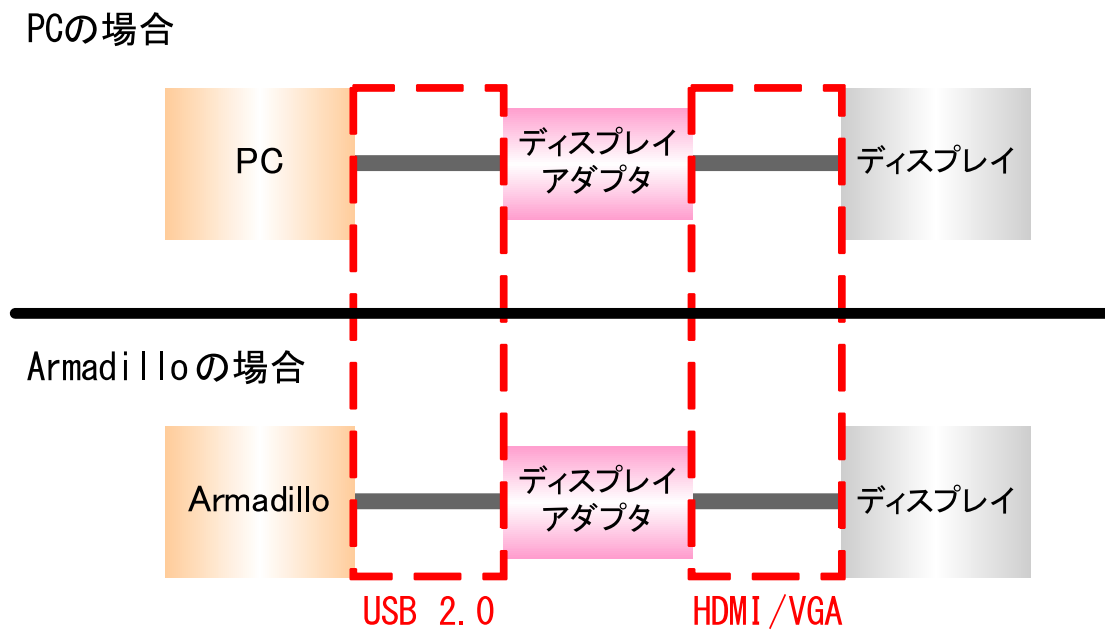 PCの場合
PC
ディスプレイ
アダプタ
ディスプレイ
Armadilloの場合
Armadillo
ディスプレイ
アダプタ
ディスプレイ
USB 2.0
HDMI/VGA